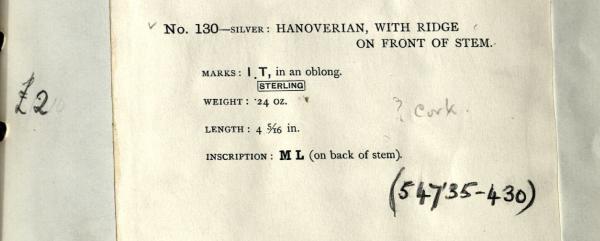 ✓ No. 130—SILVER: HANOVERIAN, WITH RIDGE
ON FRONT OF STEM.
MARKS: I.T, in an oblong.
STERLING
£2
WEIGHT: ·24 oz.
? Cork.
LENGTH: 4 5/16 in.
INSCRIPTION: M L (on back of stem).
(54735-430)